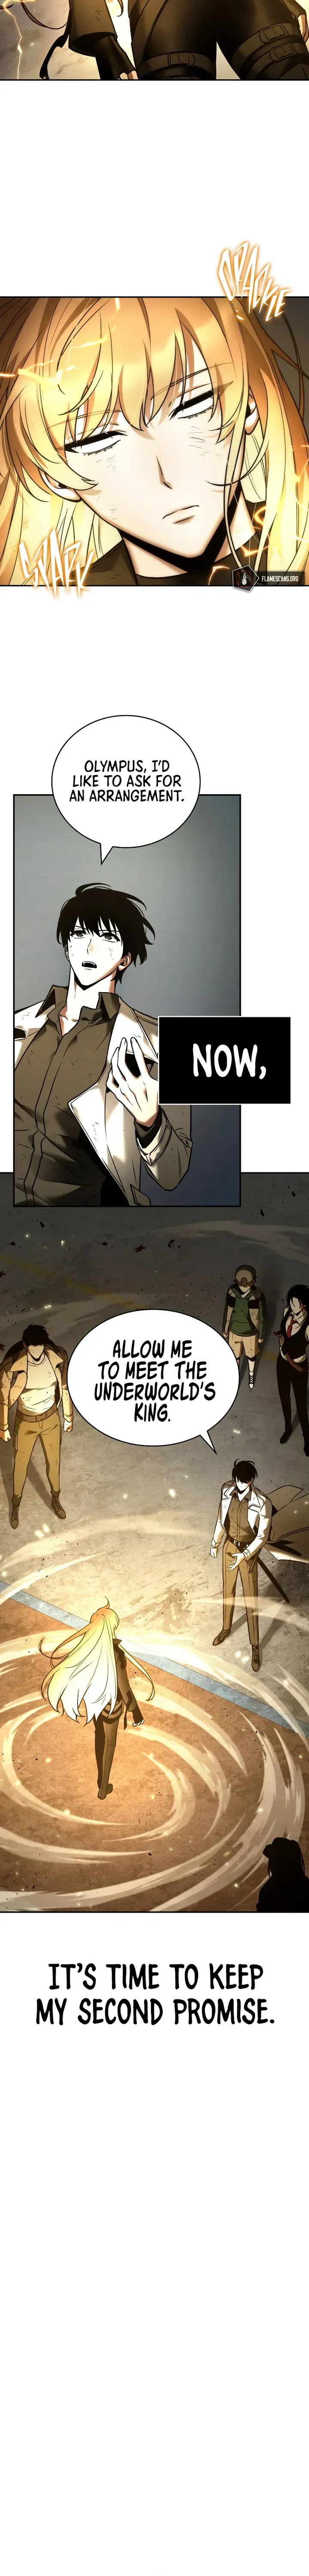 CRACKLE
SPARK
FLAMESCANS.ORG
OLYMPUS, I'D
LIKE TO ASK FOR
AN ARRANGEMENT.
NOW,
ALLOW ME
TO MEET THE
UNDERWORLD'S
KING.
IT'S TIME TO KEEP
MY SECOND PROMISE.